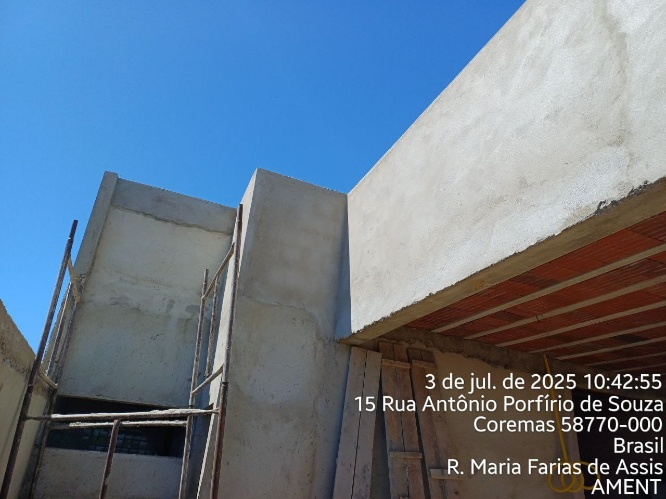 3 de jul. de 2025 10:42:55
15 Rua Antônio Porfírio de Souza
Coremas 58770-000
Brasil
R. Maria Farias de Assis
AMENT